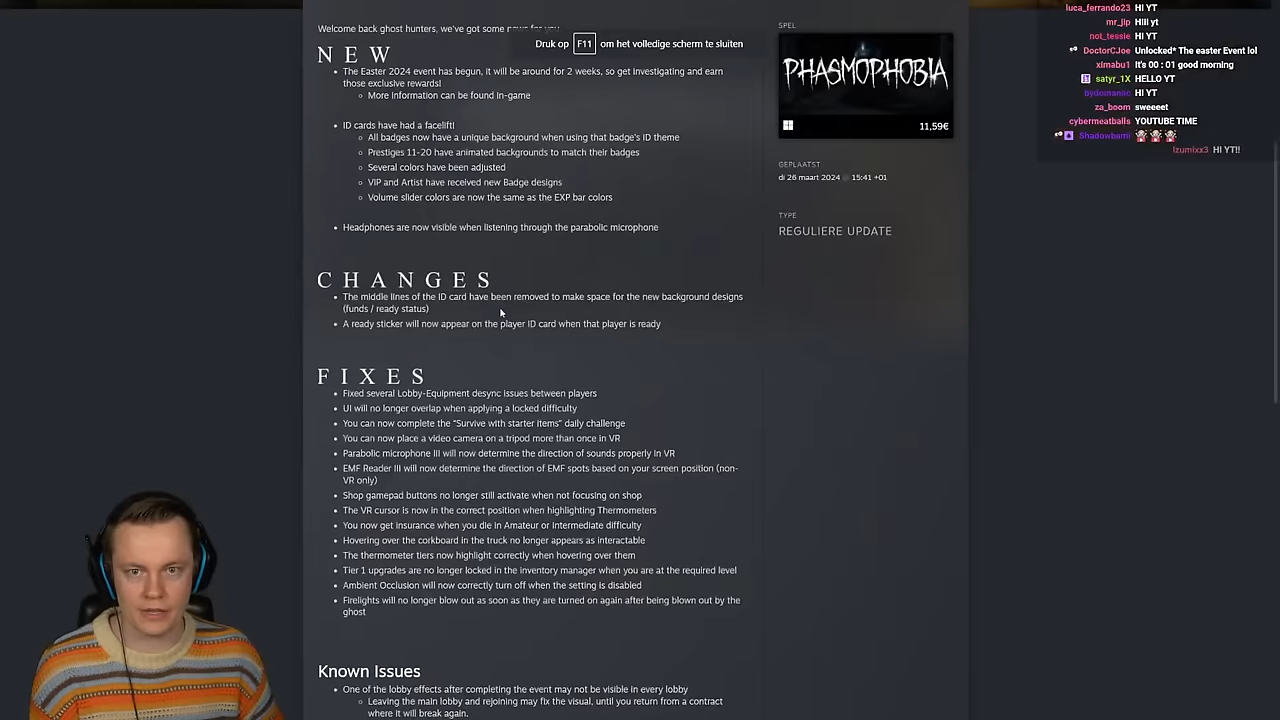 Welcome back ghost hunters, we've got some news for you
Druk op F11 om het volledige scherm te sluiten
NEW
The Easter 2024 event has begun, it will be around for 2 weeks, so get investigating and earn
those exclusive rewards!
More information can be found in-game
ID cards have had a facelift!
All badges now have a unique background when using that badge's ID theme
Prestiges 11-20 have animated backgrounds to match their badges
Several colors have been adjusted
VIP and Artist have received new Badge designs
Volume slider colors are now the same as the EXP bar colors
Headphones are now visible when listening through the parabolic microphone
CHANGES
The middle lines of the ID card have been removed to make space for the new background designs
(funds / ready status)
A ready sticker will now appear on the player ID card when that player is ready
FIXES
Fixed several Lobby-Equipment desync issues between players
UI will no longer overlap when applying a locked difficulty
You can now complete the "Survive with starter items" daily challenge
You can now place a video camera on a tripod more than once in VR
Parabolic microphone III will now determine the direction of sounds properly in VR
EMF Reader III will now determine the direction of EMF spots based on your screen position (non-
VR only)
Shop gamepad buttons no longer still activate when not focusing on shop
The VR cursor is now in the correct position when highlighting Thermometers
You now get insurance when you die in Amateur or Intermediate difficulty
Hovering over the corkboard in the truck no longer appears as interactable
The thermometer tiers now highlight correctly when hovering over them
Tier 1 upgrades are no longer locked in the inventory manager when you are at the required level
Ambient Occlusion will now correctly turn off when the setting is disabled
Firelights will no longer blow out as soon as they are turned on again after being blown out by the
ghost
Known Issues
One of the lobby effects after completing the event may not be visible in every lobby
Leaving the main lobby and rejoining may fix the visual, until you return from a contract
where it will break again.
SPEL
PHASMOPHOBIA
11,59€
GEPLAATST
di 26 maart 2024 15:41 +01
TYPE
REGULIERE UPDATE
luca_ferrando23 HI YT
mr_jip HIII yt
not_tessie HI YT
DoctorCJoe Unlocked* The easter Event lol
ximabu1 It's 00 : 01 good morning
satyr_1X HELLO YT
bydomanic HI YT
za_boom sweeeet
cybermeatballs YOUTUBE TIME
Shadowbami
Izumixx3 HI YT!!